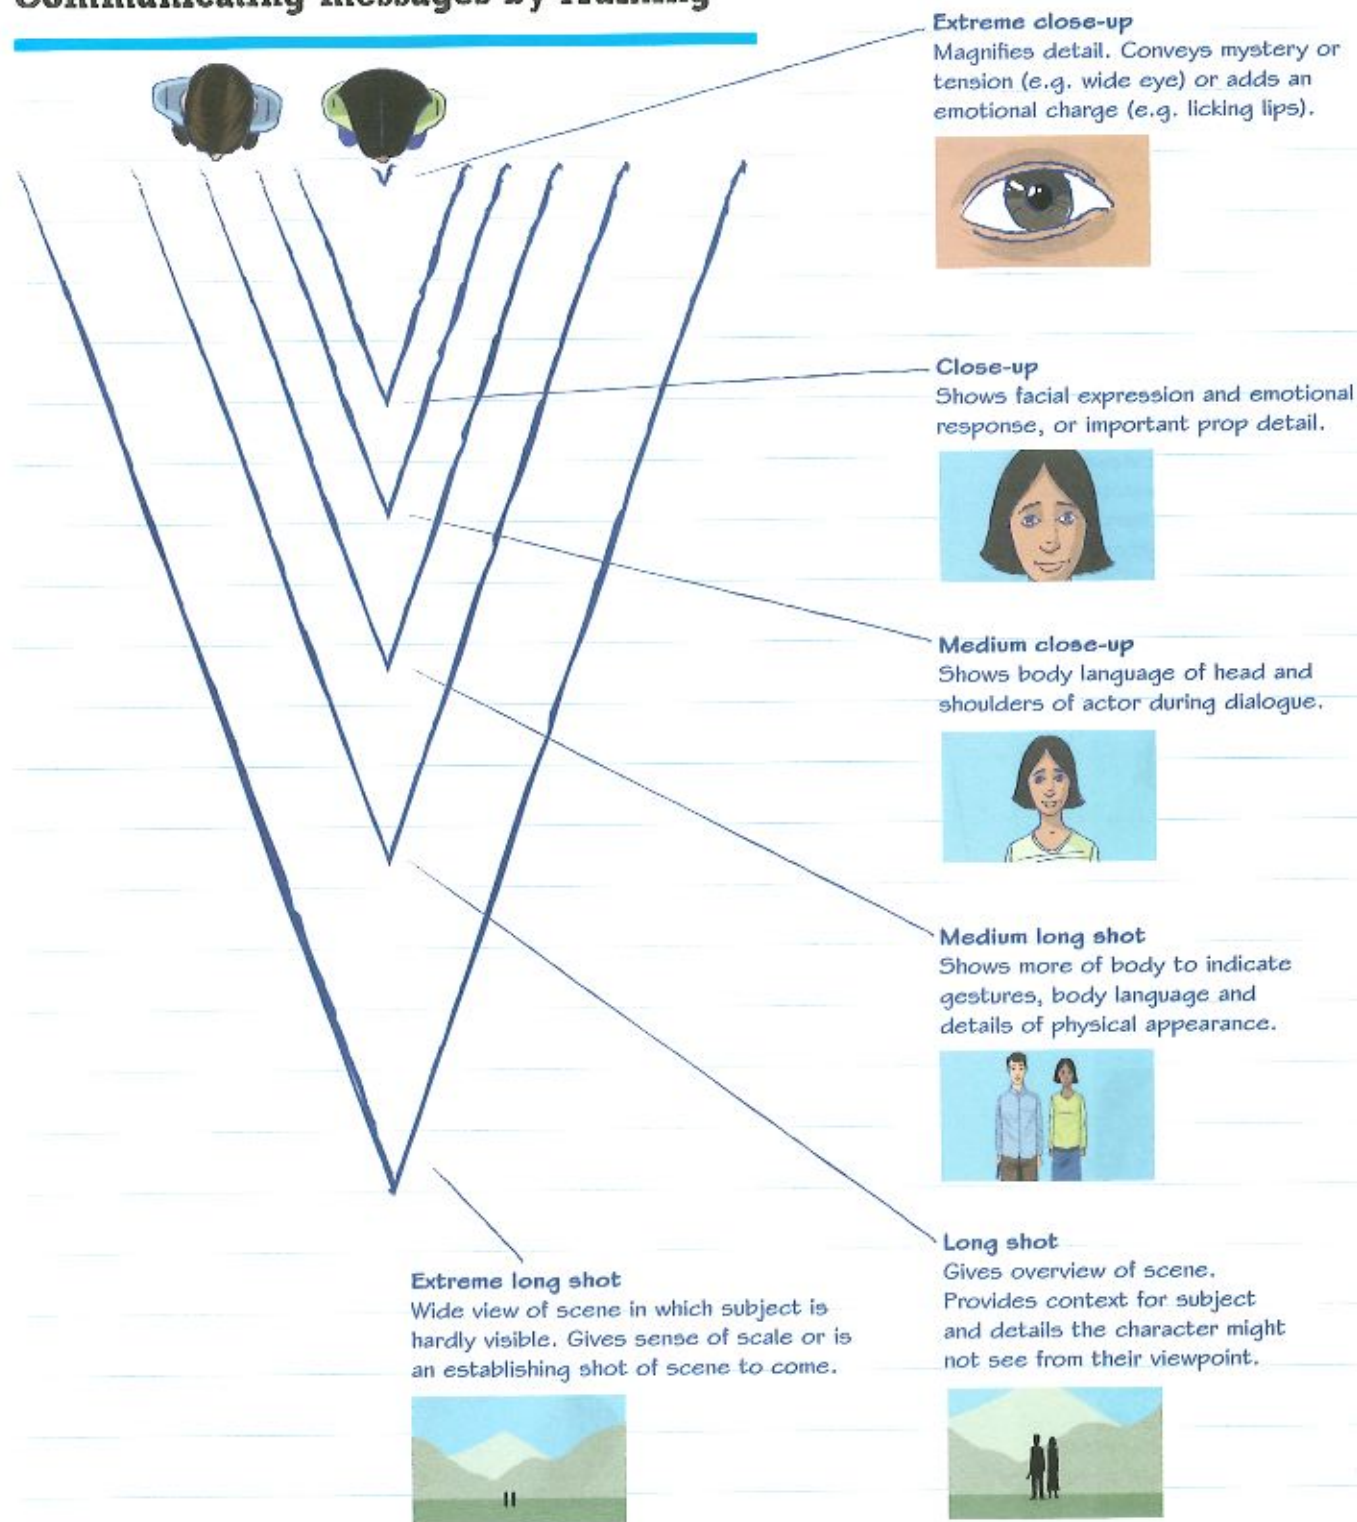 Communicating messages by framing
Extreme close-up
Magnifies detail. Conveys mystery or
tension (e.g. wide eye) or adds an
emotional charge (e.g. licking lips).
Close-up
Shows facial expression and emotional
response, or important prop detail.
Medium close-up
Shows body language of head and
shoulders of actor during dialogue.
Medium long shot
Shows more of body to indicate
gestures, body language and
details of physical appearance.
Long shot
Gives overview of scene.
Provides context for subject
and details the character might
not see from their viewpoint.
Extreme long shot
Wide view of scene in which subject is
hardly visible. Gives sense of scale or is
an establishing shot of scene to come.